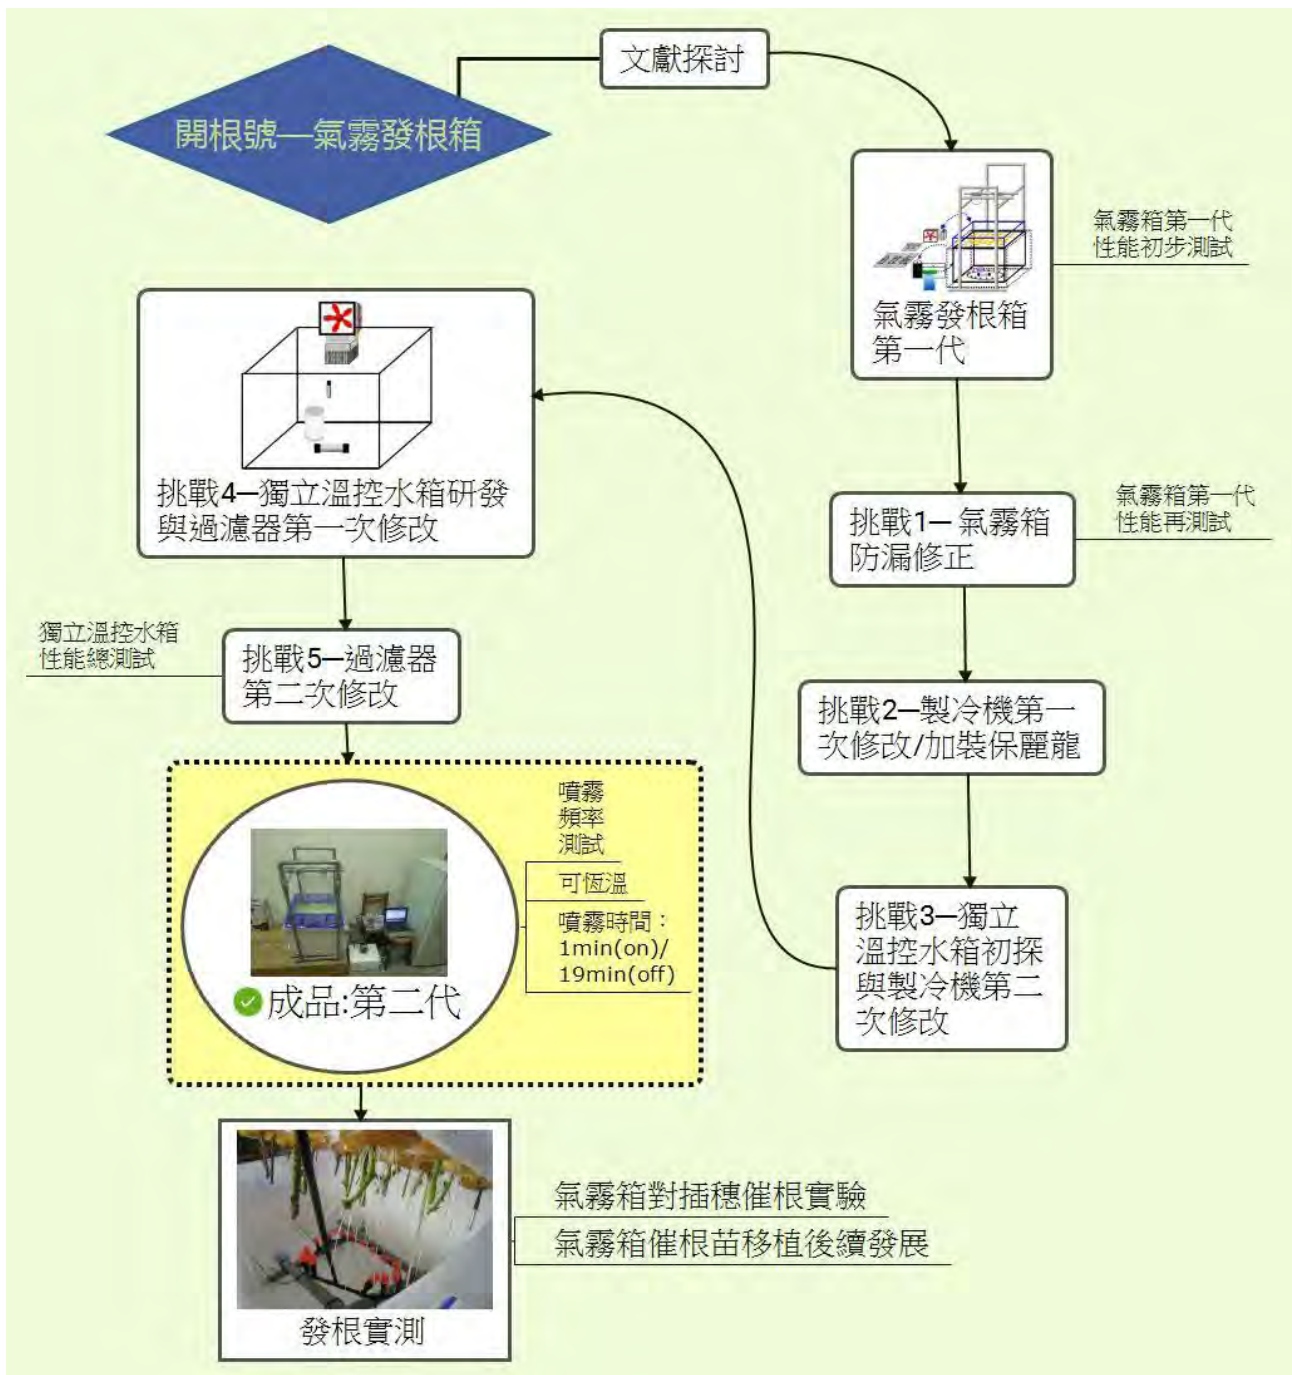 開根號—氣霧發根箱
文獻探討
氣霧發根箱
第一代
氣霧箱第一代
性能初步測試
挑戰1— 氣霧箱
防漏修正
氣霧箱第一代
性能再測試
挑戰2—製冷機第一
次修改/加裝保麗龍
挑戰3—獨立
溫控水箱初探
與製冷機第二
次修改
挑戰4—獨立溫控水箱研發
與過濾器第一次修改
挑戰5—過濾器
第二次修改
獨立溫控水箱
性能總測試
成品:第二代
噴霧
頻率
測試
可恆溫
噴霧時間：
1min(on)/
19min(off)
發根實測
氣霧箱對插穗催根實驗
氣霧箱催根苗移植後續發展